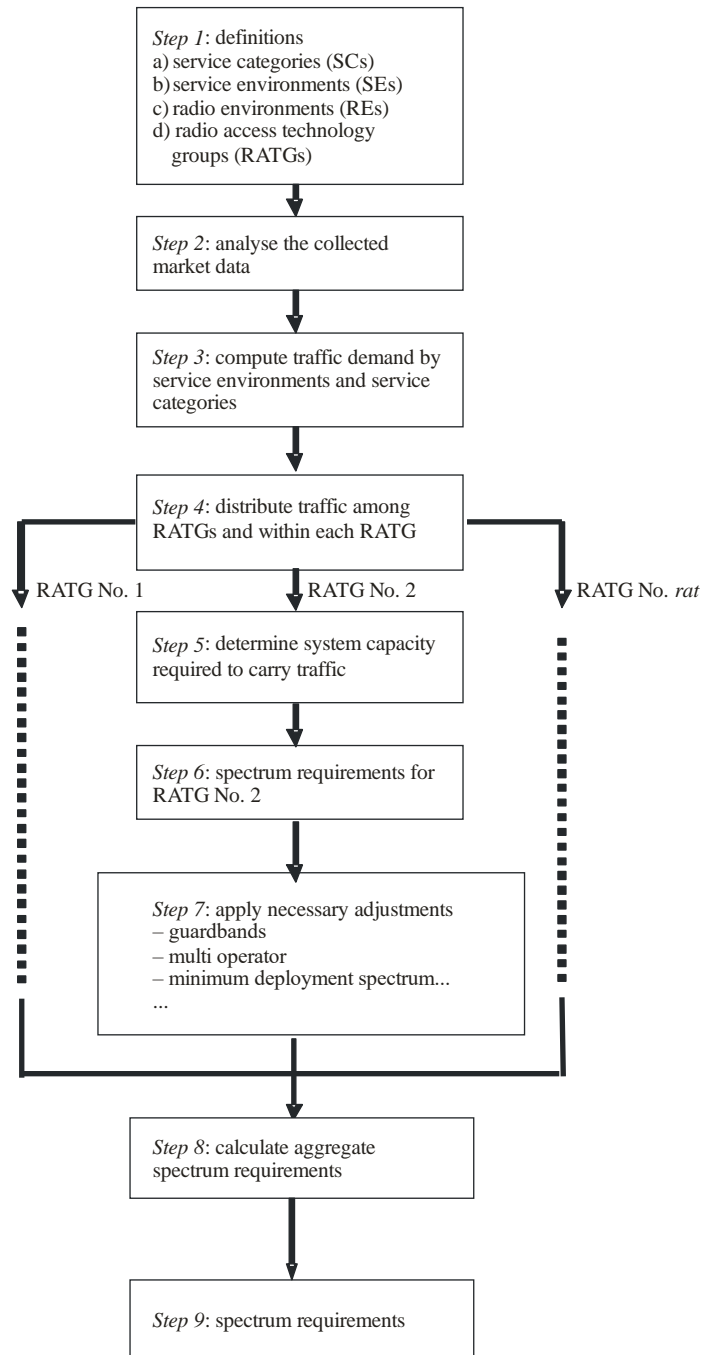 Step 1: definitions
a) service categories (SCs)
b) service environments (SEs)
c) radio environments (REs)
d) radio access technology
groups (RATGs)
Step 2: analyse the collected
market data
Step 3: compute traffic demand by
service environments and service
categories
Step 4: distribute traffic among
RATGs and within each RATG
RATG No. 1
RATG No. 2
RATG No. rat
Step 5: determine system capacity
required to carry traffic
Step 6: spectrum requirements for
RATG No. 2
Step 7: apply necessary adjustments
– guardbands
– multi operator
– minimum deployment spectrum...
...
Step 8: calculate aggregate
spectrum requirements
Step 9: spectrum requirements